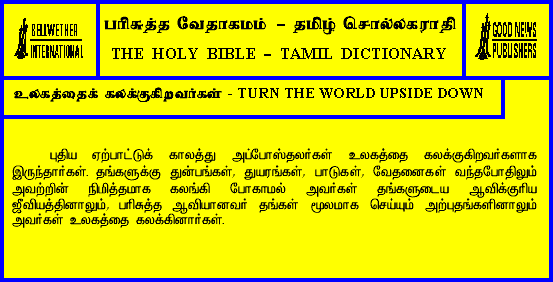 BELLWETHER
INTERNATIONAL
பரிசுத்த வேதாகமம் – தமிழ் சொல்லகராதி
THE HOLY BIBLE – TAMIL DICTIONARY
GOOD NEWS
PUBLISHERS
உலகத்தைக் கலக்குகிறவர்கள் - TURN THE WORLD UPSIDE DOWN
புதிய ஏற்பாட்டுக் காலத்து அப்போஸ்தலர்கள் உலகத்தை கலக்குகிறவர்களாக
இருந்தார்கள். தங்களுக்கு துன்பங்கள், துயரங்கள், பாடுகள், வேதனைகள் வந்தபோதிலும்
அவற்றின் நிமித்தமாக கலங்கி போகாமல் அவர்கள் தங்களுடைய ஆவிக்குரிய
ஜீவியத்தினாலும், பரிசுத்த ஆவியானவர் தங்கள் மூலமாக செய்யும் அற்புதங்களினாலும்
அவர்கள் உலகத்தை கலக்கினார்கள்.